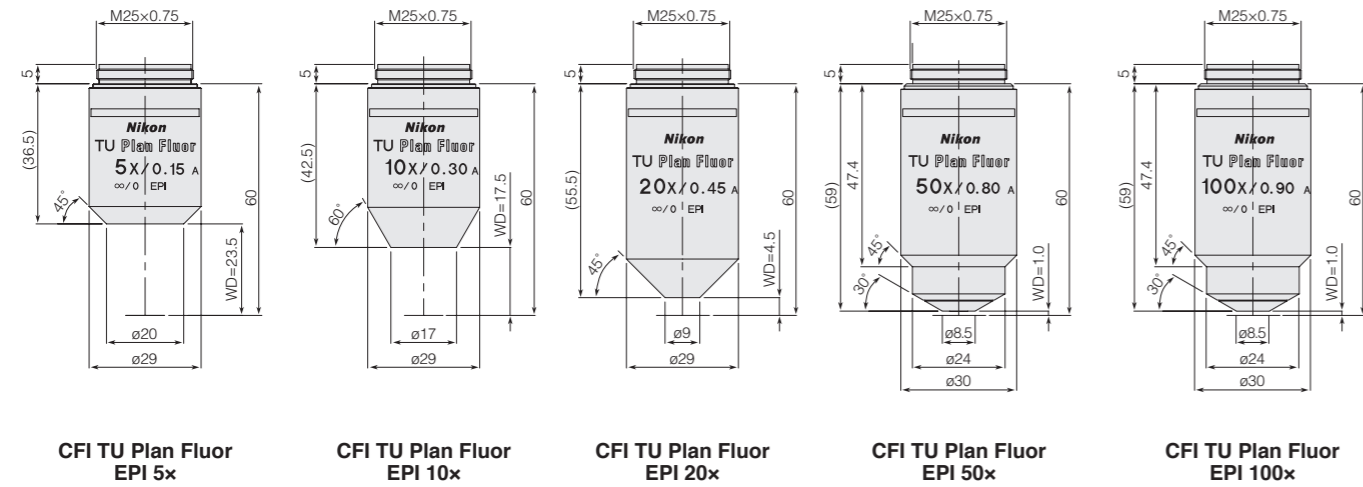 M25×0.75
5
(36.5)
Nikon
TU Plan Fluor
5X/0.15 A
∞/0 EPI
45°
60
WD=23.5
ø20
ø29
CFI TU Plan Fluor
EPI 5×
M25×0.75
5
(42.5)
Nikon
TU Plan Fluor
10X/0.30 A
∞/0 EPI
60°
WD=17.5
60
ø17
ø29
CFI TU Plan Fluor
EPI 10×
M25×0.75
5
(55.5)
Nikon
TU Plan Fluor
20X/0.45 A
∞/0 EPI
45°
60
WD=4.5
ø9
ø29
CFI TU Plan Fluor
EPI 20×
M25×0.75
5
(59)
47.4
Nikon
TU Plan Fluor
50X/0.80 A
∞/0 EPI
45°
30°
WD=1.0
60
ø8.5
ø24
ø30
CFI TU Plan Fluor
EPI 50×
M25×0.75
5
(59)
47.4
Nikon
TU Plan Fluor
100X/0.90 A
∞/0 EPI
45°
30°
WD=1.0
60
ø8.5
ø24
ø30
CFI TU Plan Fluor
EPI 100×